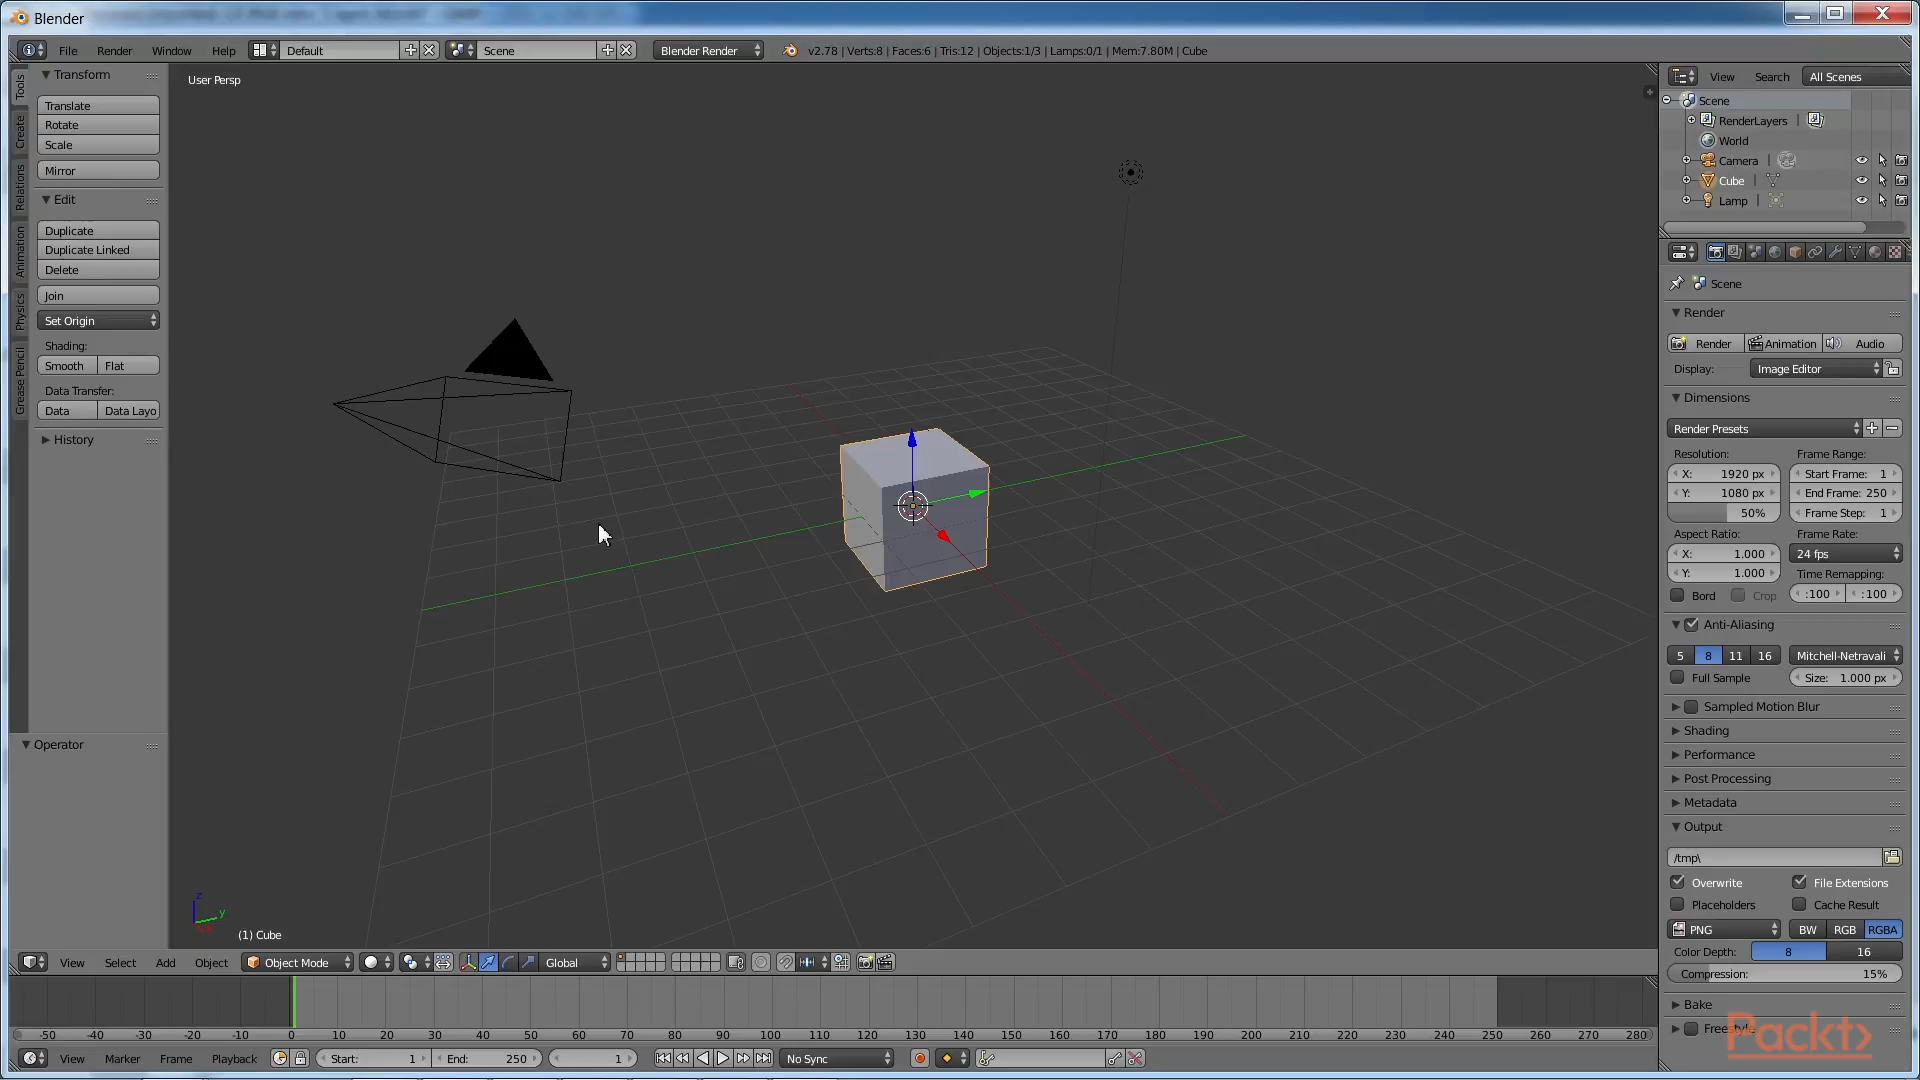 Blender
File Render Window Help Default Scene Blender Render v2.78 | Verts:8 | Faces:6 | Tris:12 | Objects:1/3 | Lamps:0/1 | Mem:7.80M | Cube
Tools
Create
Relations
Animation
Physics
Grease Pencil
Transform
Translate
Rotate
Scale
Mirror
Edit
Duplicate
Duplicate Linked
Delete
Join
Set Origin
Shading:
Smooth Flat
Data Transfer:
Data Data Layo
History
Operator
User Persp
z
y
x
(1) Cube
View Select Add Object Object Mode Global
-50 -40 -30 -20 -10 0 10 20 30 40 50 60 70 80 90 100 110 120 130 140 150 160 170 180 190 200 210 220 230 240 250 260 270 280
View Marker Frame Playback Start: 1 End: 250 1 No Sync
View Search All Scenes
Scene
RenderLayers |
World
Camera |
Cube |
Lamp |
Scene
Render
Render Animation Audio
Display: Image Editor
Dimensions
Render Presets
Resolution: Frame Range:
X: 1920 px Start Frame: 1
Y: 1080 px End Frame: 250
50% Frame Step: 1
Aspect Ratio: Frame Rate:
X: 1.000 24 fps
Y: 1.000 Time Remapping:
Bord Crop :100 :100
Anti-Aliasing
5 8 11 16 Mitchell-Netravali
Full Sample Size: 1.000 px
Sampled Motion Blur
Shading
Performance
Post Processing
Metadata
Output
/tmp\
Overwrite File Extensions
Placeholders Cache Result
PNG BW RGB RGBA
Color Depth: 8 16
Compression: 15%
Bake
Freestyle
Packt>